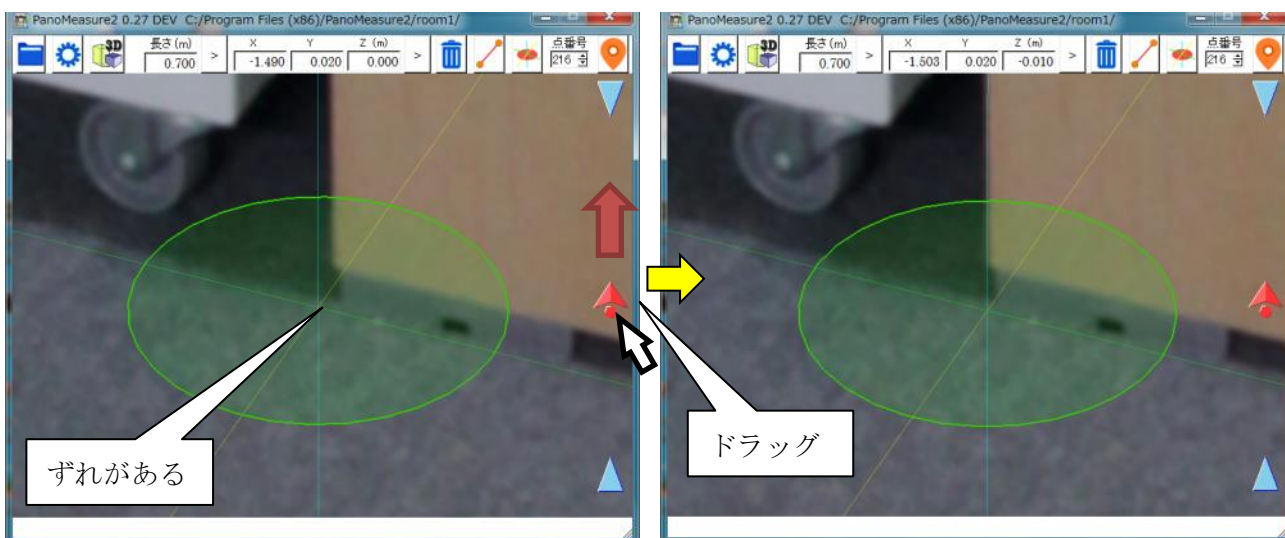 PanoMeasure2 0.27 DEV C:/Program Files (x86)/PanoMeasure2/room1/
3D
長さ(m)
0.700
>
X Y Z (m)
-1.490 0.020 0.000
>
点番号
216
ずれがある
PanoMeasure2 0.27 DEV C:/Program Files (x86)/PanoMeasure2/room1/
3D
長さ(m)
0.700
>
X Y Z (m)
-1.503 0.020 -0.010
>
点番号
216
ドラッグ